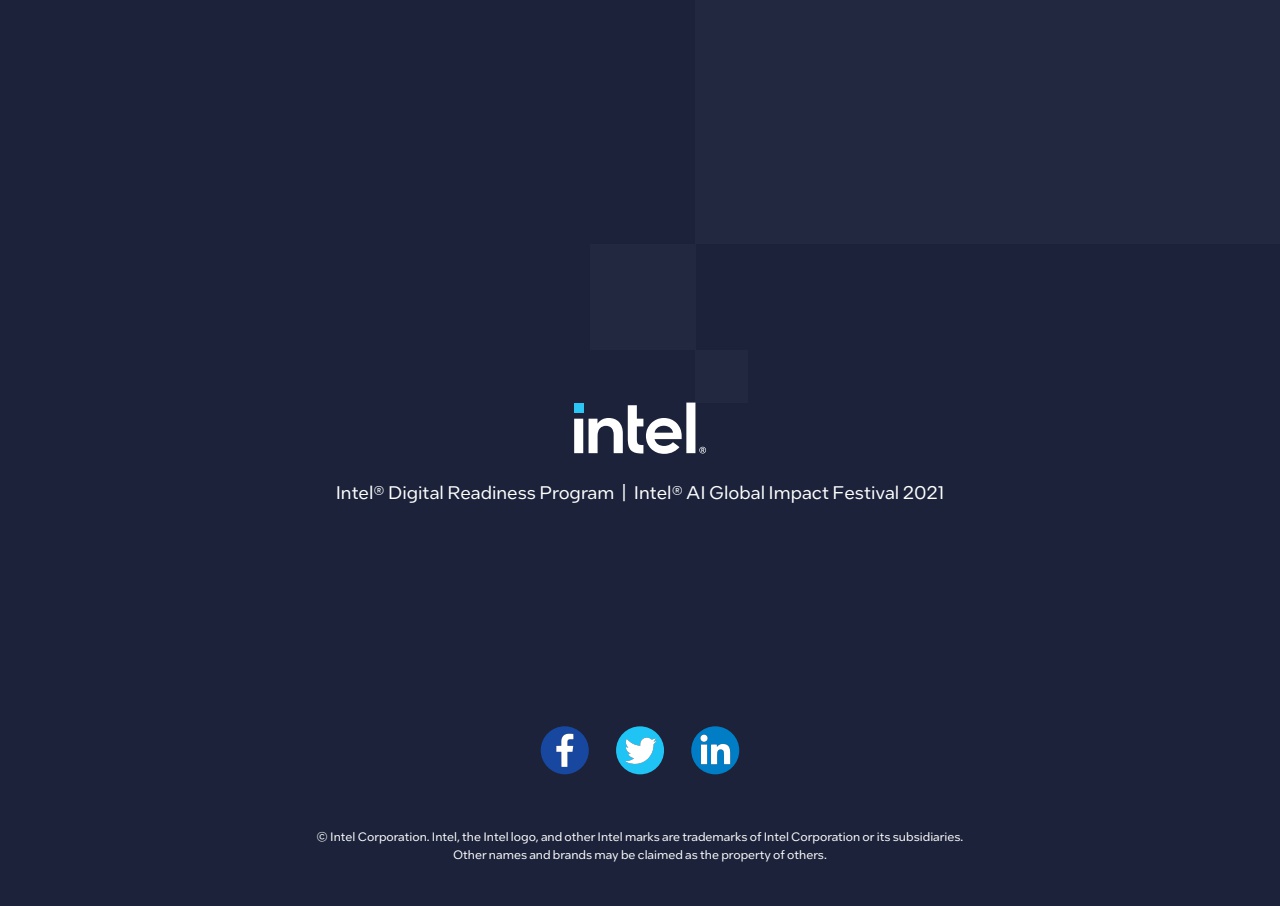 intel®
Intel® Digital Readiness Program | Intel® AI Global Impact Festival 2021
© Intel Corporation. Intel, the Intel logo, and other Intel marks are trademarks of Intel Corporation or its subsidiaries.
Other names and brands may be claimed as the property of others.